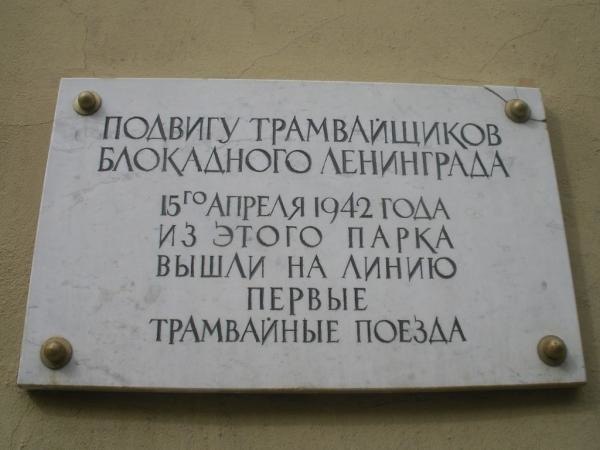 ПОДВИГУ ТРАМВАЙЩИКОВ
БЛОКАДНОГО ЛЕНИНГРАДА
15ГО АПРЕЛЯ 1942 ГОДА
ИЗ ЭТОГО ПАРКА
ВЫШЛИ НА ЛИНИЮ
ПЕРВЫЕ
ТРАМВАЙНЫЕ ПОЕЗДА